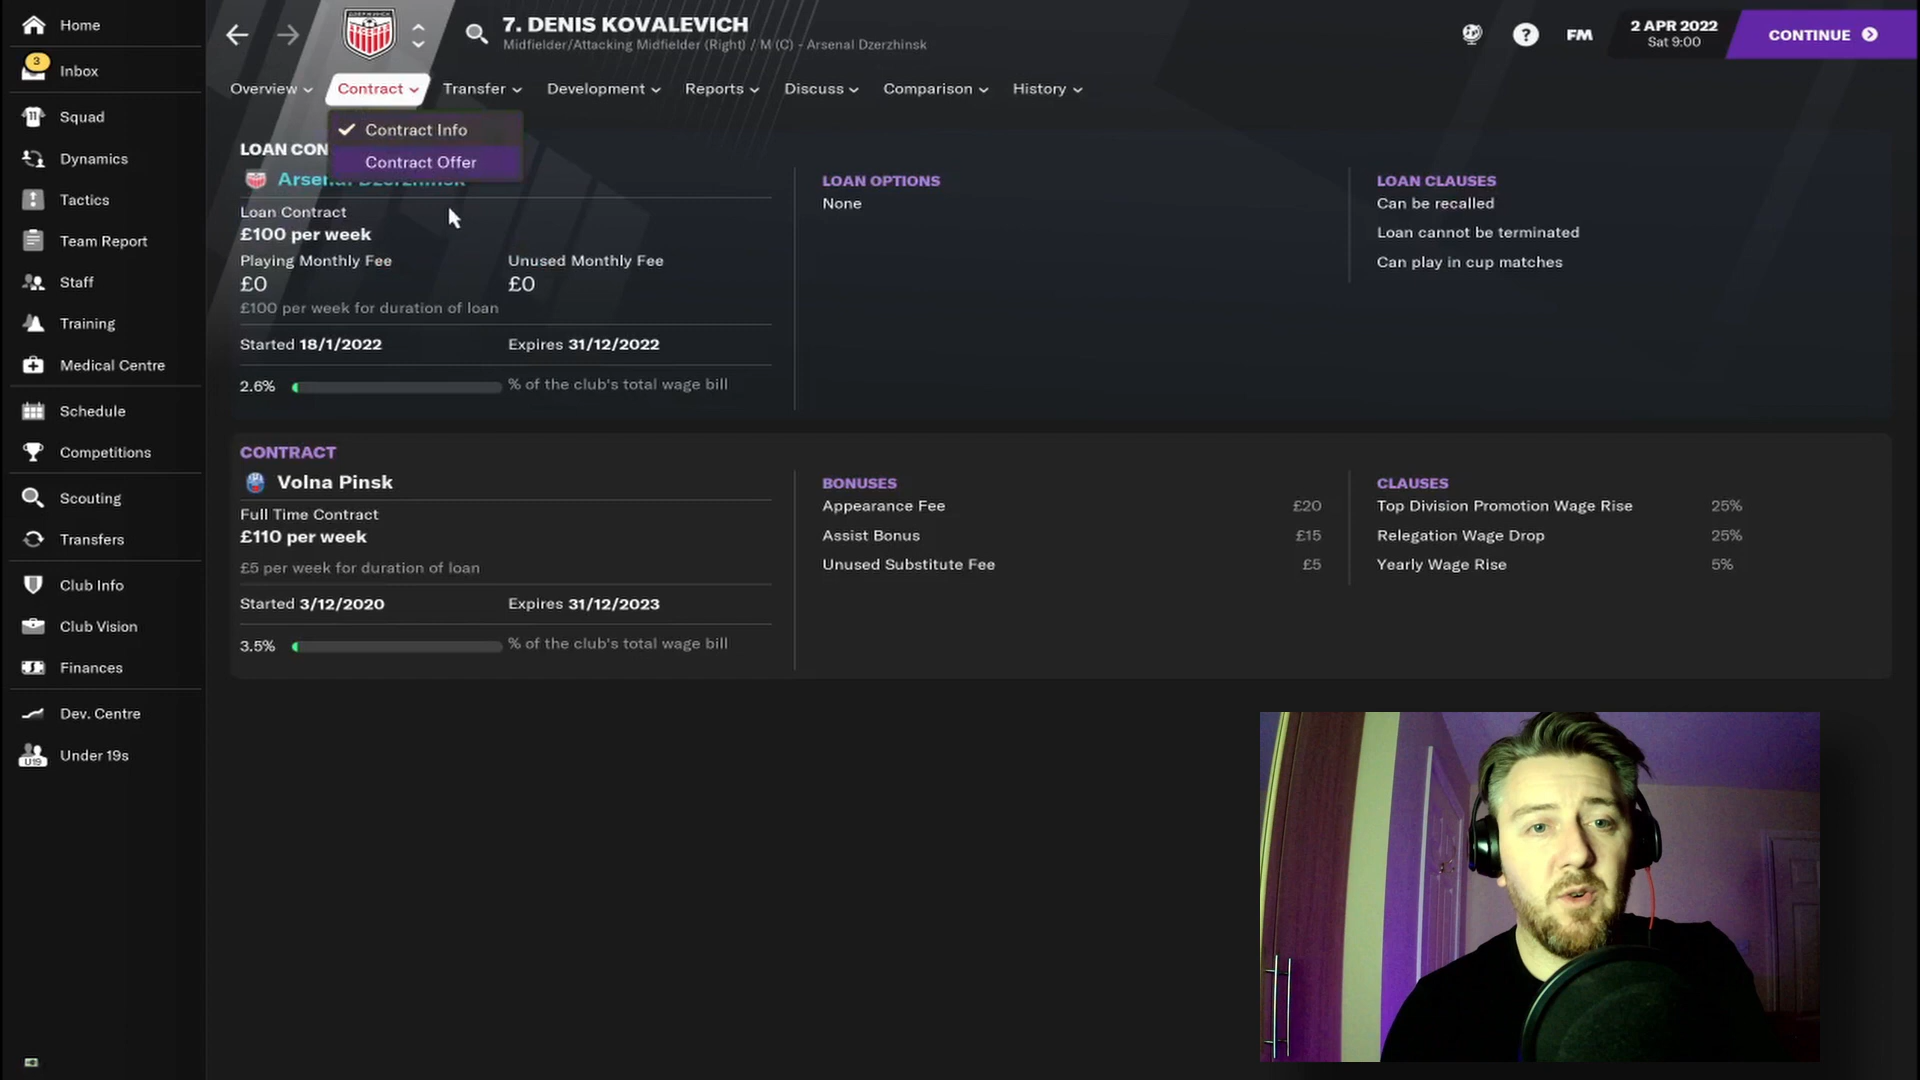 Home
3
Inbox
11
Squad
Dynamics
Tactics
Team Report
Staff
Training
Medical Centre
Schedule
Competitions
Scouting
Transfers
Club Info
Club Vision
Finances
Dev. Centre
U19
Under 19s
7. DENIS KOVALEVICH
Midfielder/Attacking Midfielder (Right) / M (C) - Arsenal Dzerzhinsk
?
FM
2 APR 2022
Sat 9:00
CONTINUE
Overview
Contract
Transfer
Development
Reports
Discuss
Comparison
History
Contract Info
Contract Offer
LOAN CON
Arsenal Dzerzhinsk
Loan Contract
£100 per week
Playing Monthly Fee
Unused Monthly Fee
£0
£0
£100 per week for duration of loan
Started 18/1/2022
Expires 31/12/2022
2.6%
% of the club's total wage bill
LOAN OPTIONS
None
LOAN CLAUSES
Can be recalled
Loan cannot be terminated
Can play in cup matches
CONTRACT
Volna Pinsk
Full Time Contract
£110 per week
£5 per week for duration of loan
Started 3/12/2020
Expires 31/12/2023
3.5%
% of the club's total wage bill
BONUSES
Appearance Fee £20
Assist Bonus £15
Unused Substitute Fee £5
CLAUSES
Top Division Promotion Wage Rise 25%
Relegation Wage Drop 25%
Yearly Wage Rise 5%